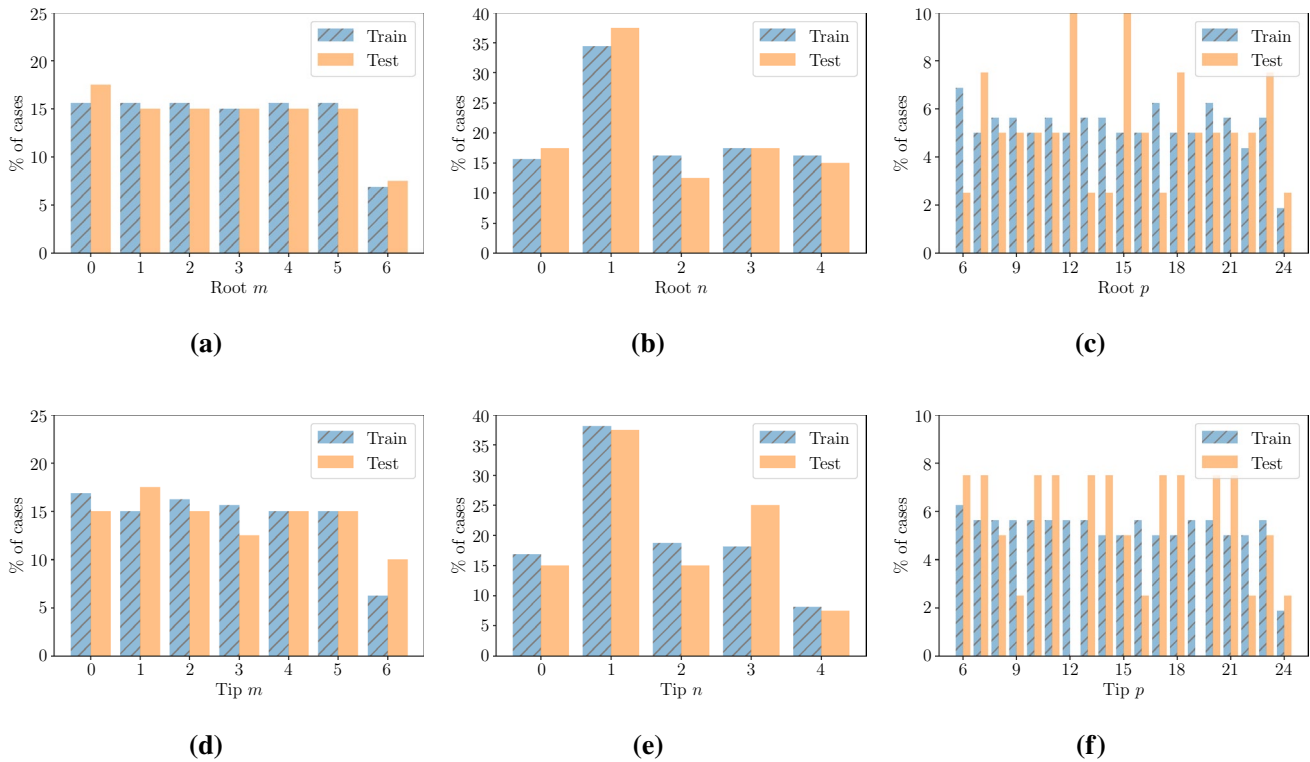 25
20
15
10
5
0
% of cases
Train
Test
0 1 2 3 4 5 6
Root m
(a)
40
35
30
25
20
15
10
5
0
% of cases
Train
Test
0 1 2 3 4
Root n
(b)
10
8
6
4
2
0
% of cases
Train
Test
6 9 12 15 18 21 24
Root p
(c)
25
20
15
10
5
0
% of cases
Train
Test
0 1 2 3 4 5 6
Tip m
(d)
40
35
30
25
20
15
10
5
0
% of cases
Train
Test
0 1 2 3 4
Tip n
(e)
10
8
6
4
2
0
% of cases
Train
Test
6 9 12 15 18 21 24
Tip p
(f)